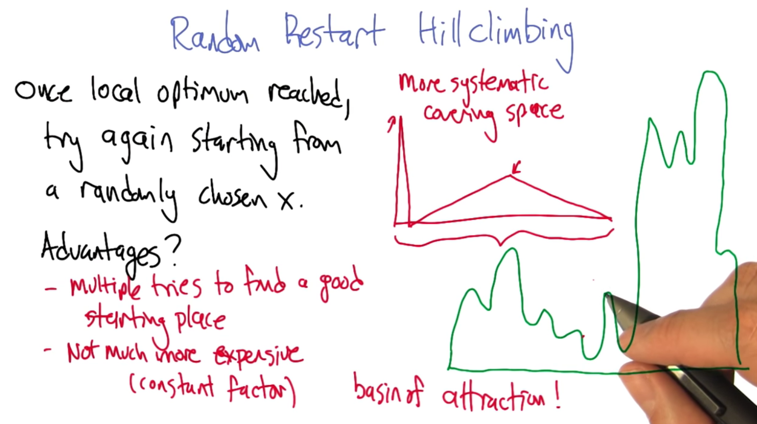 Random Restart Hillclimbing
Once local optimum reached,
try again starting from
a randomly chosen x.
Advantages?
- multiple tries to find a good
starting place
- Not much more expensive
(constant factor)
More systematic
covering space
basin of attraction!